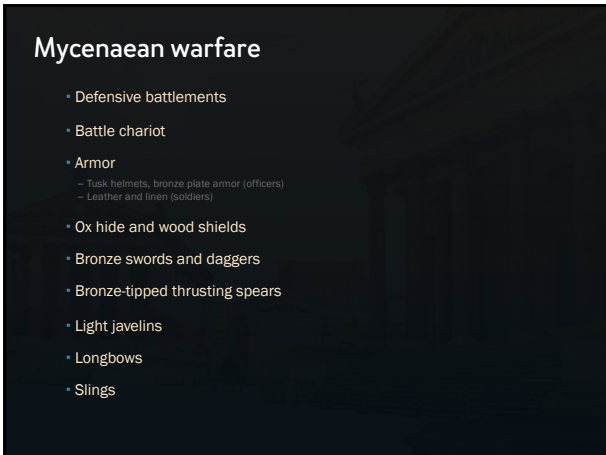 Mycenaean warfare
▪ Defensive battlements
▪ Battle chariot
▪ Armor
– Tusk helmets, bronze plate armor (officers)
– Leather and linen (soldiers)
▪ Ox hide and wood shields
▪ Bronze swords and daggers
▪ Bronze-tipped thrusting spears
▪ Light javelins
▪ Longbows
▪ Slings